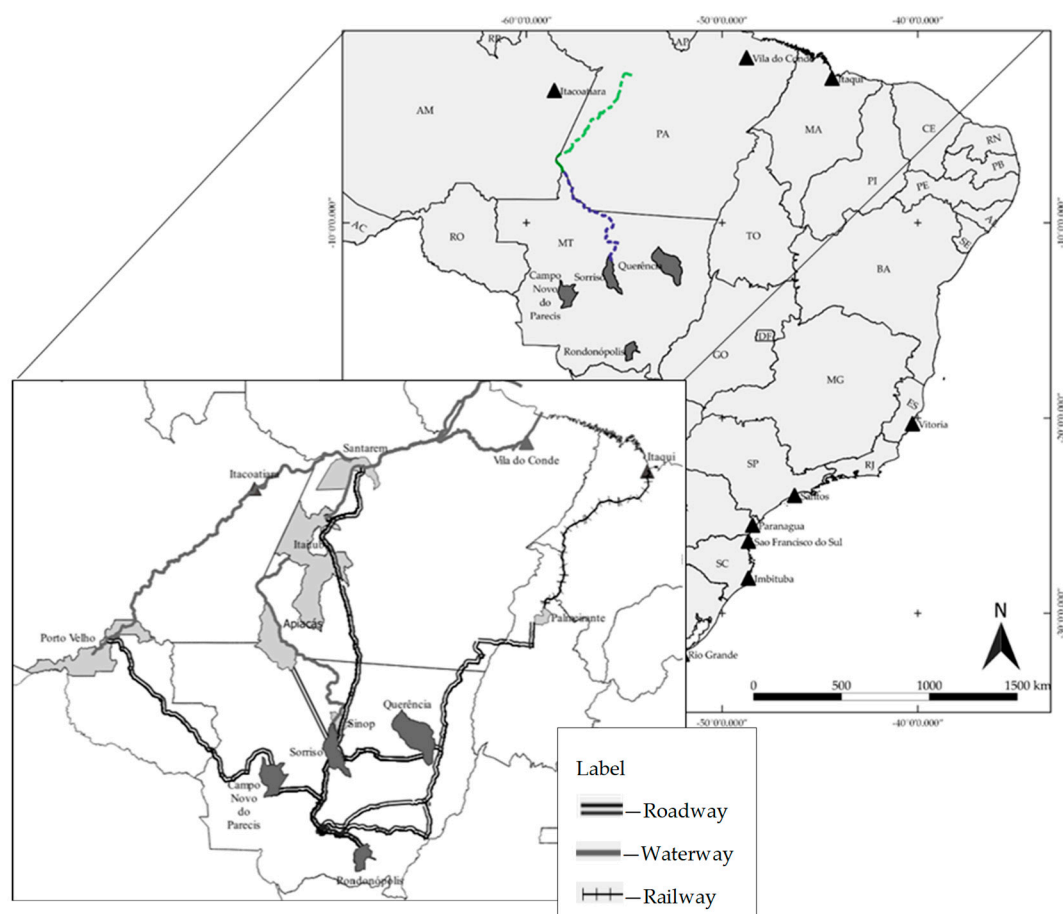 -60°0'0.000"
-50°0'0.000"
-40°0'0.000"
RR
AP
Vila do Conde
Itaqui
Itacoatiara
AM
PA
MA
CE
RN
PB
PI
PE
AL
SE
AC
-10°0'0.000"
RO
MT
TO
BA
Querência
Sorriso
Campo
Novo
do
Parecis
Rondonópolis
DF
GO
MG
ES
-20°0'0.000"
Vitoria
SP
RJ
Santos
Paranagua
Sao Francisco do Sul
SC
Imbituba
-30°0'0.000"
N
Rio Grande
0 500 1000 1500 km
-50°0'0.000"
-40°0'0.000"
Santarem
Vila do Conde
Itaqui
Itacoatiara
Apiacás
Palmeirante
Porto Velho
Querência
Sinop
Sorriso
Campo
Novo
do
Parecis
Rondonópolis
Label
—Roadway
—Waterway
—Railway